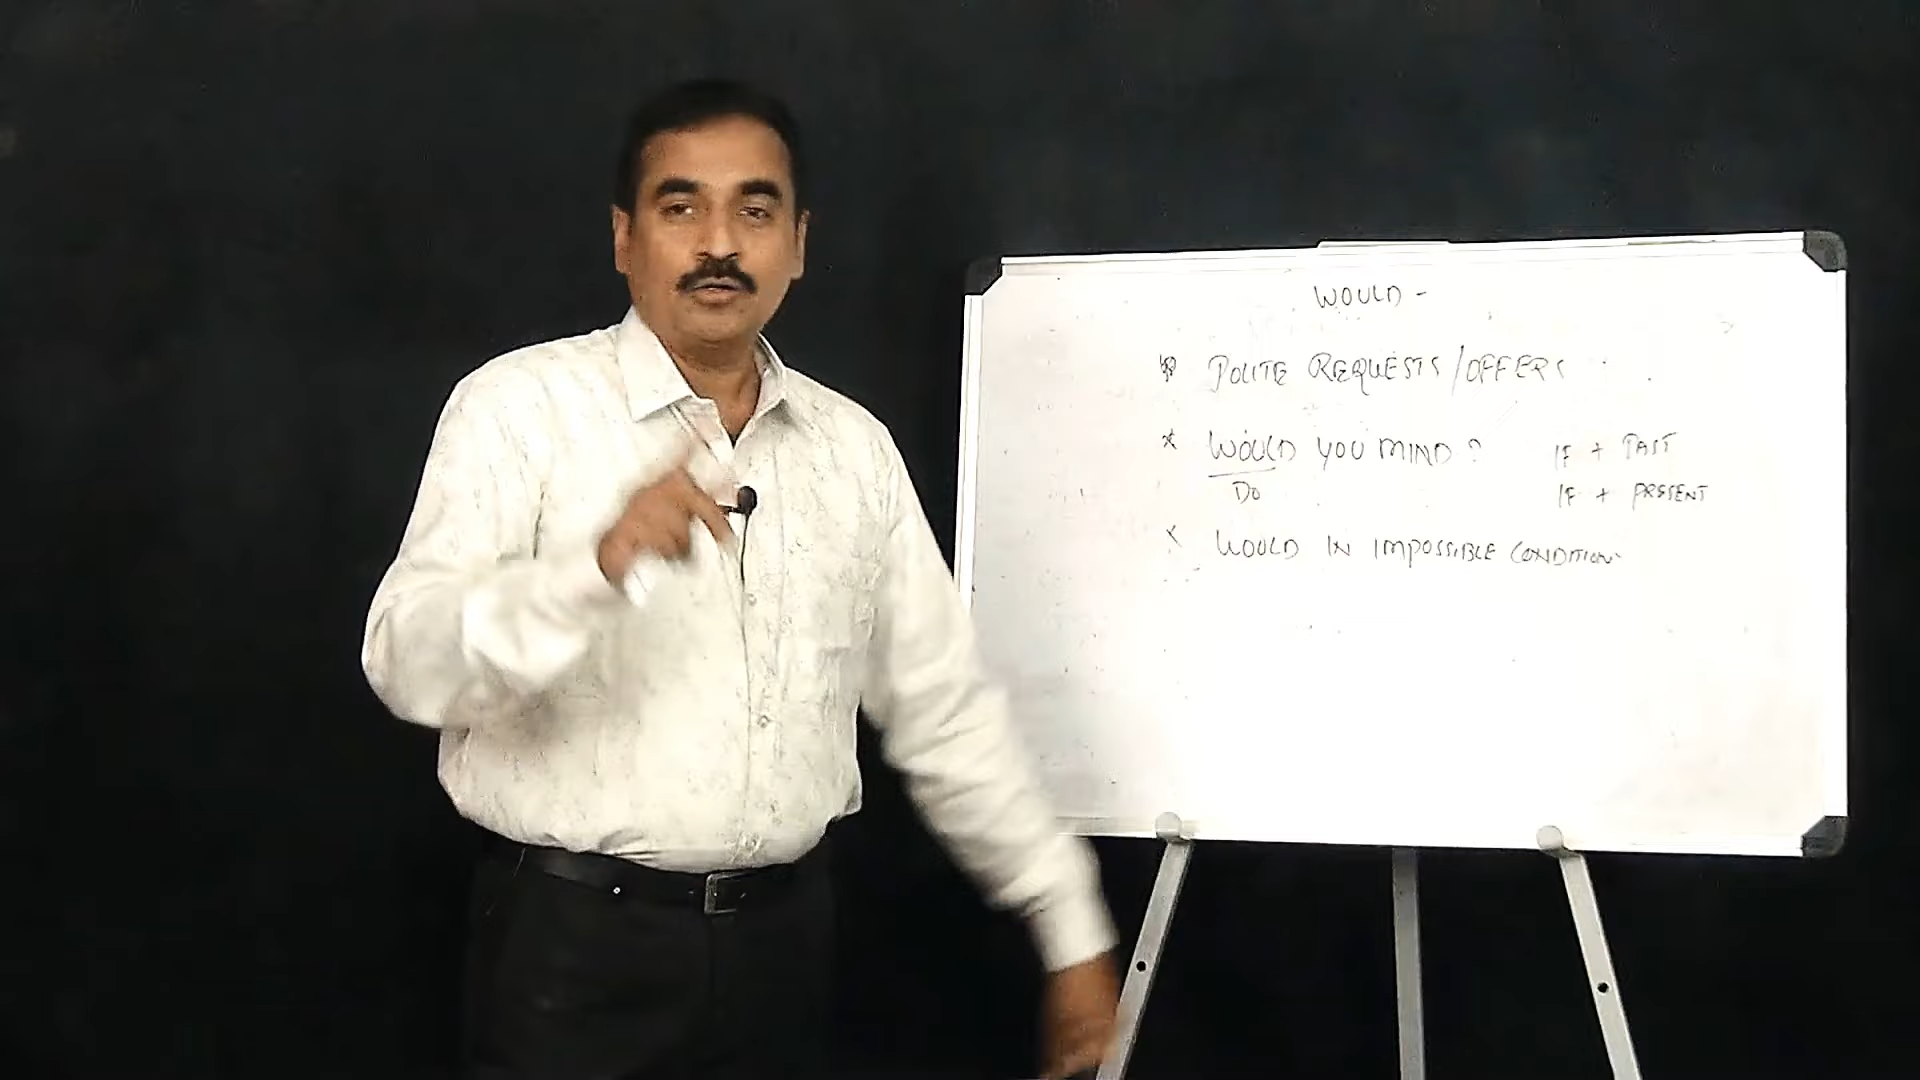 WOULD -
* POLITE REQUESTS/OFFERS
* WOULD YOU MIND? IF + PAST
DO IF + PRESENT
* WOULD IN IMPOSSIBLE CONDITION